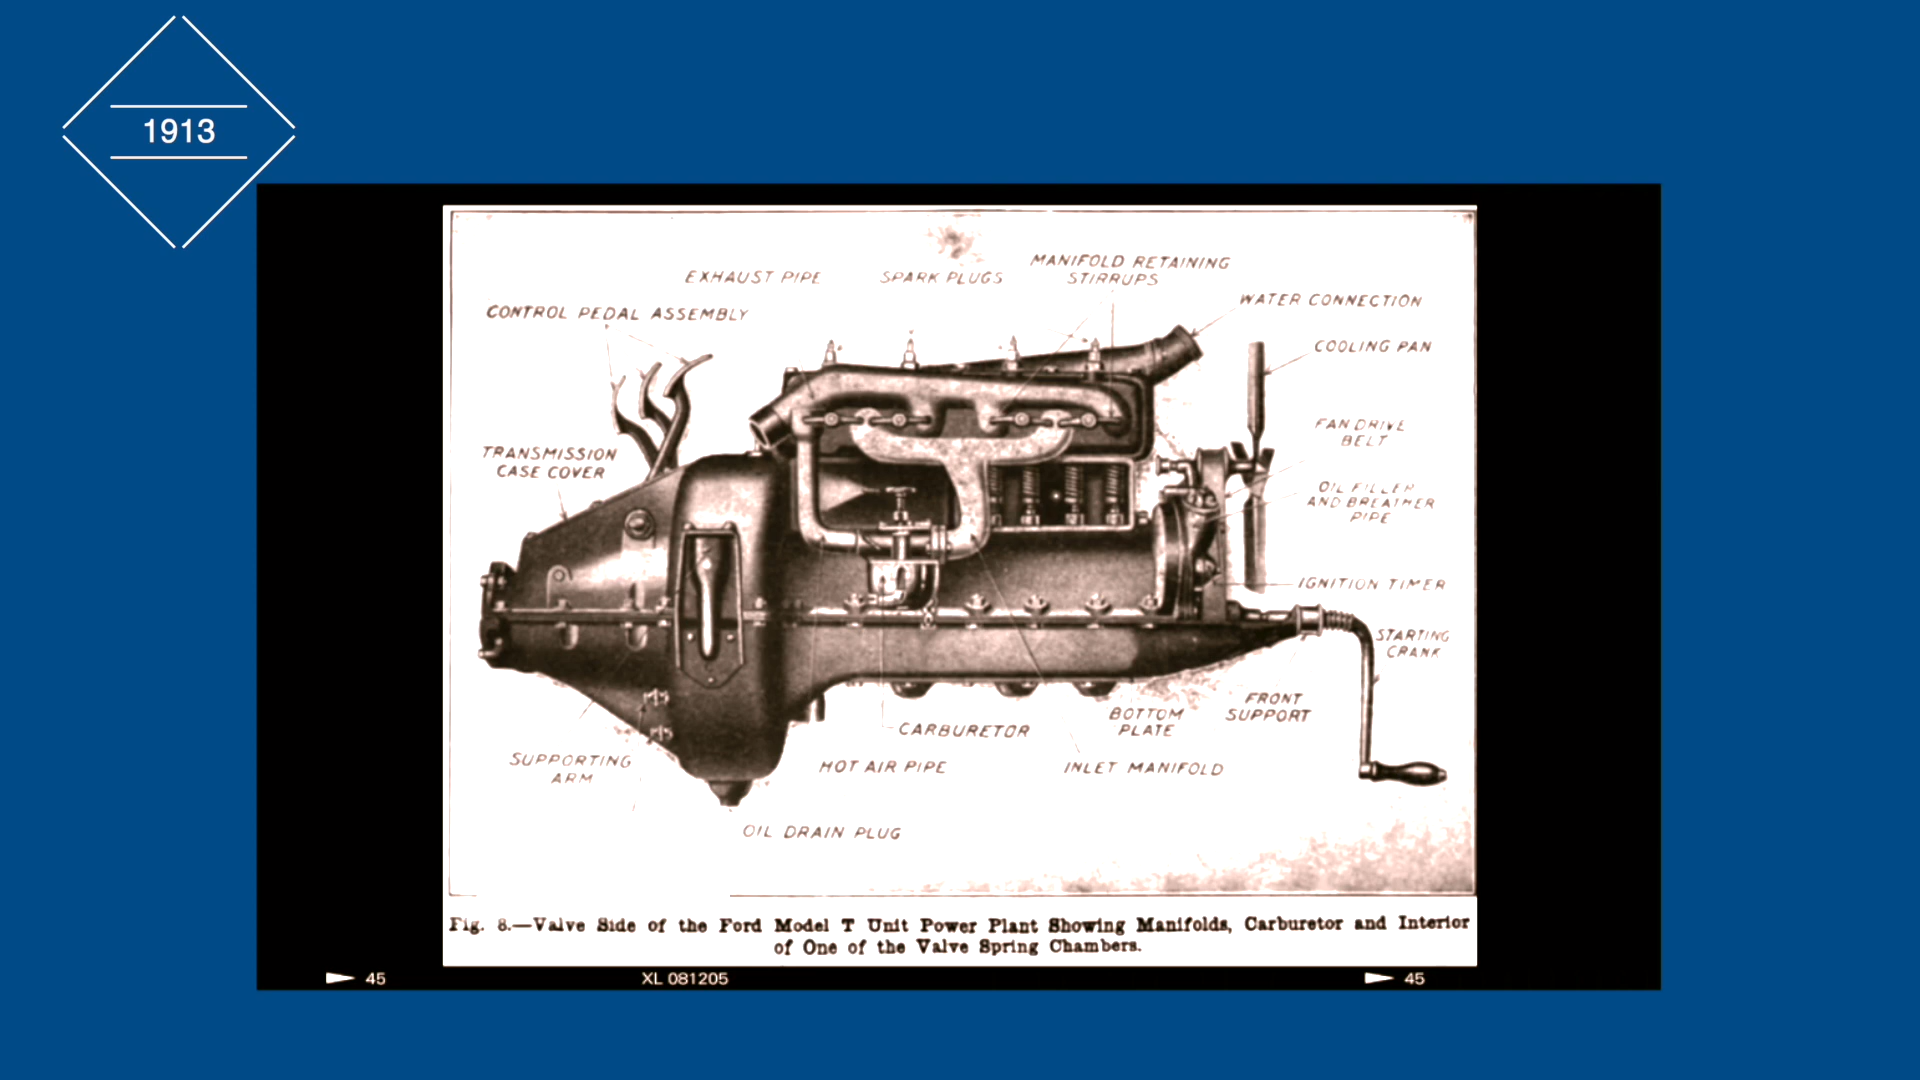 1913
EXHAUST PIPE
SPARK PLUGS
MANIFOLD RETAINING
STIRRUPS
WATER CONNECTION
CONTROL PEDAL ASSEMBLY
COOLING PAN
FAN DRIVE
BELT
TRANSMISSION
CASE COVER
OIL FILLER
AND BREATHER
PIPE
IGNITION TIMER
STARTING
CRANK
FRONT
SUPPORT
BOTTOM
PLATE
CARBURETOR
SUPPORTING
ARM
HOT AIR PIPE
INLET MANIFOLD
OIL DRAIN PLUG
Fig. 8.—Valve Side of the Ford Model T Unit Power Plant Showing Manifolds, Carburetor and Interior
of One of the Valve Spring Chambers.
45
XL 081205
45